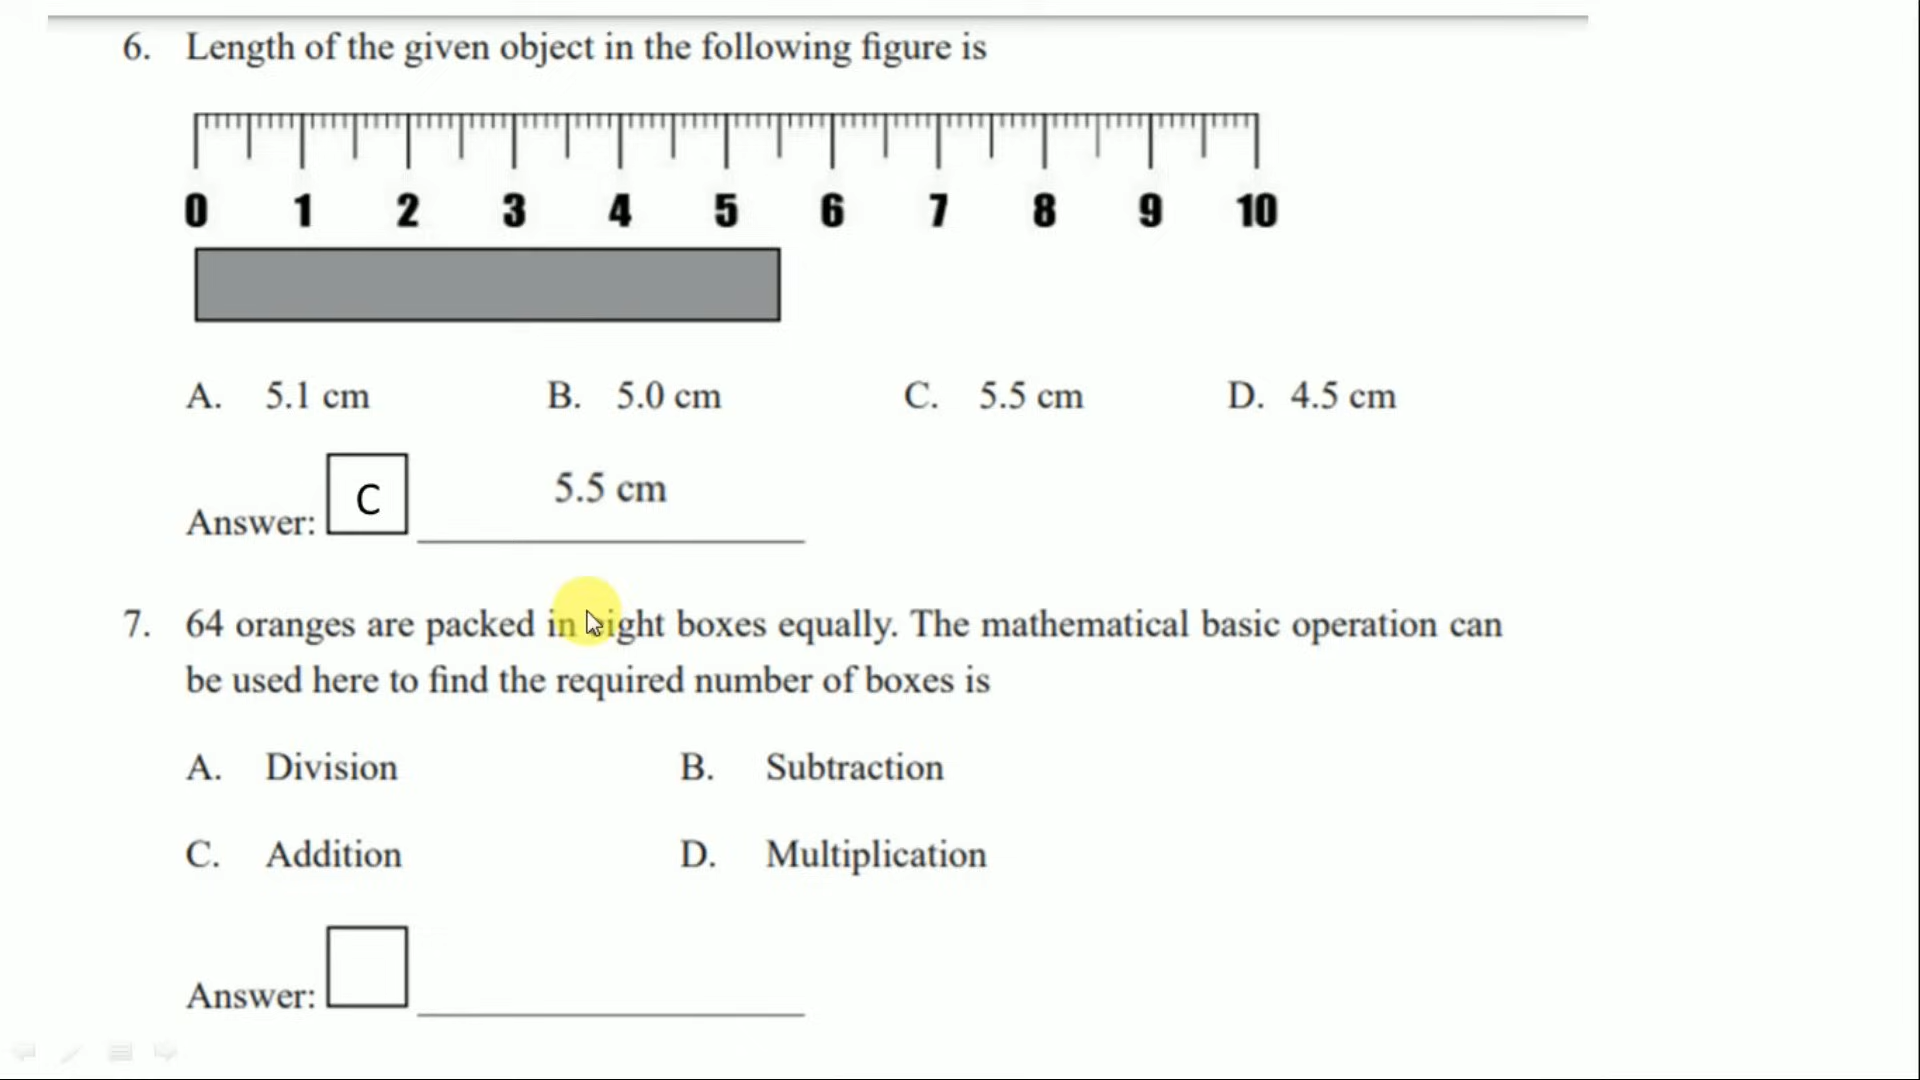 6. Length of the given object in the following figure is
0 1 2 3 4 5 6 7 8 9 10
A. 5.1 cm B. 5.0 cm C. 5.5 cm D. 4.5 cm
Answer: C 5.5 cm
7. 64 oranges are packed in eight boxes equally. The mathematical basic operation can
be used here to find the required number of boxes is
A. Division B. Subtraction
C. Addition D. Multiplication
Answer: